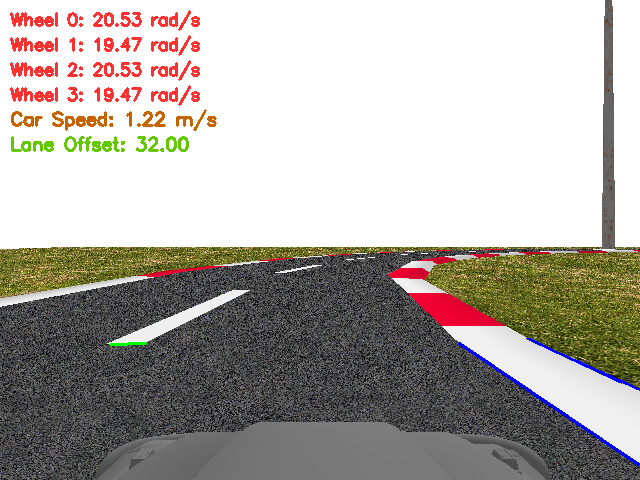 Wheel 0: 20.53 rad/s
Wheel 1: 19.47 rad/s
Wheel 2: 20.53 rad/s
Wheel 3: 19.47 rad/s
Car Speed: 1.22 m/s
Lane Offset: 32.00